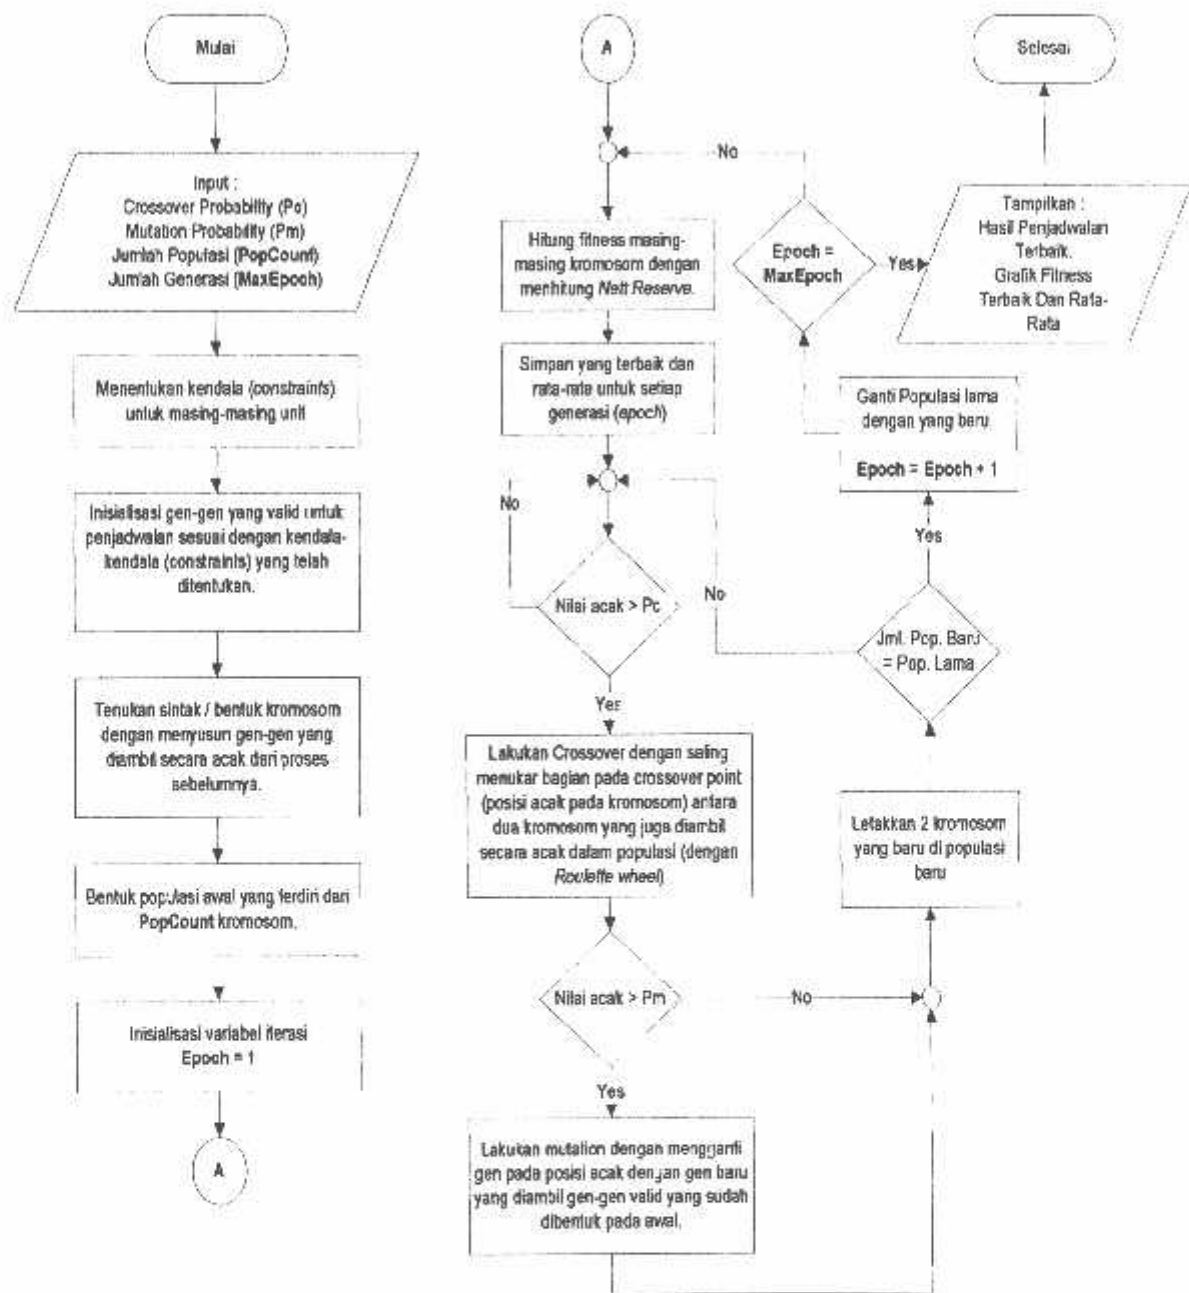 Mulai
Input :
Crossover Probability (Pc)
Mutation Probability (Pm)
Jumlah Populasi (PopCount)
Jumlah Generasi (MaxEpoch)
Menentukan kendala (constraints)
untuk masing-masing unit
Inisialisasi gen-gen yang valid untuk
penjadwalan sesuai dengan kendala-
kendala (constraints) yang telah
ditentukan.
Tenukan sintak / bentuk kromosom
dengan menyusun gen-gen yang
diambil secara acak dari proses
sebelumnya.
Bentuk populasi awal yang terdiri dari
PopCount kromosom.
Inisialisasi variabel iterasi
Epoch = 1
A
A
Hitung fitness masing-
masing kromosom dengan
menhitung Nett Reserve.
Simpan yang terbaik dan
rata-rate untuk setiap
generasi (epoch)
No
Nilai acak > Pc
Yes
Lakukan Crossover dengan saling
menukar bagian pada crossover point
(posisi acak pada kromosom) antara
dua kromosom yang juga diambil
secara acak dalam populasi (dengan
Roulette wheel)
Nilai acak > Pm
No
Yes
Lakukan mutation dengan mengganti
gen pada posisi acak dengan gen baru
yang diambil gen-gen valid yang sudah
dibentuk pada awal.
Letakkan 2 kromosom
yang baru di populasi
baru
Jml. Pop. Baru
= Pop. Lama
No
Yes
Ganti Populasi lama
dengan yang baru
Epoch = Epoch + 1
Epoch =
MaxEpoch
No
Yes
Tampilkan :
Hasil Penjadwalan
Terbaik.
Grafik Fitness
Terbaik Dan Rata-
Rata
Selesai